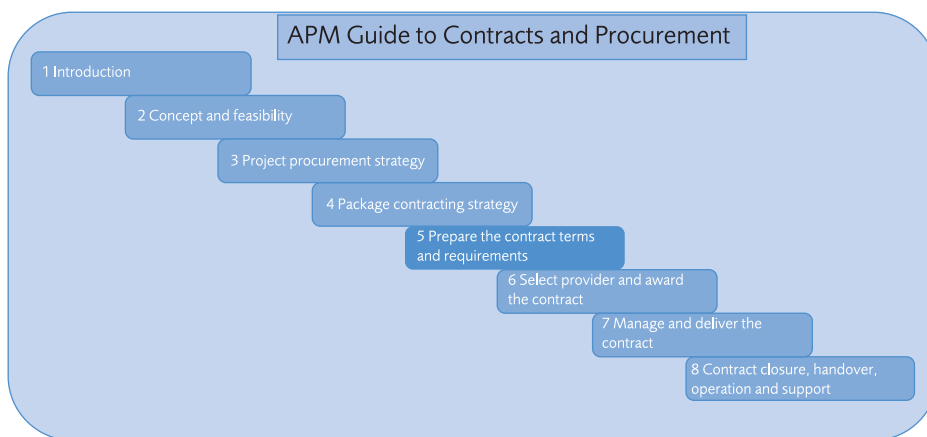 APM Guide to Contracts and Procurement
1 Introduction
2 Concept and feasibility
3 Project procurement strategy
4 Package contracting strategy
5 Prepare the contract terms
and requirements
6 Select provider and award
the contract
7 Manage and deliver the
contract
8 Contract closure, handover,
operation and support